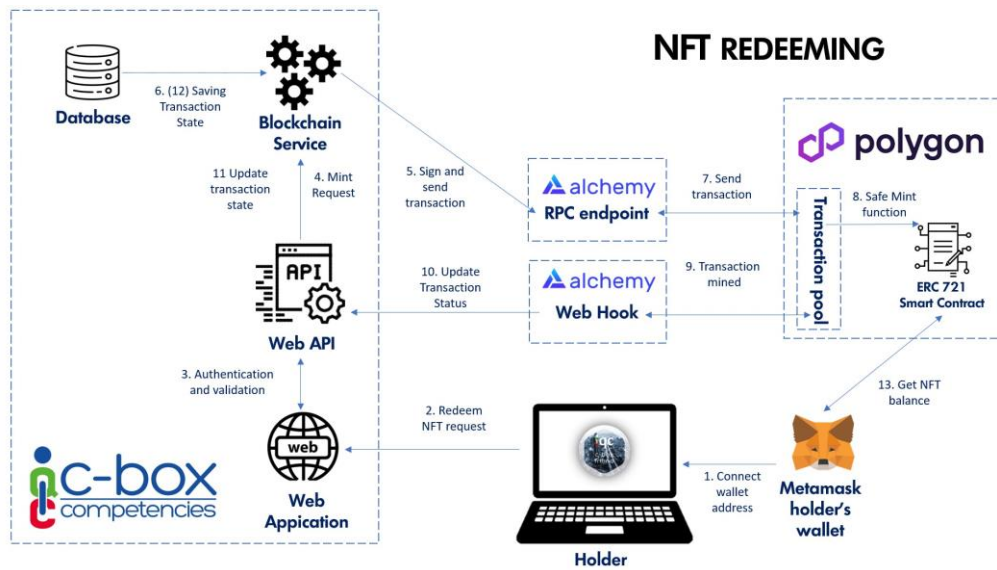 NFT REDEEMING
Database
6. (12) Saving
Transaction
State
Blockchain
Service
11 Update
transaction
state
4. Mint
Request
5. Sign and
send
transaction
alchemy
RPC endpoint
7. Send
transaction
polygon
Transaction pool
8. Safe Mint
function
ERC 721
Smart Contract
API
Web API
10. Update
Transaction
Status
alchemy
Web Hook
9. Transaction
mined
3. Authentication
and validation
2. Redeem
NFT request
13. Get NFT
balance
web
Web
Appication
c-box
competencies
iqc
Holder
1. Connect
wallet
address
Metamask
holder's
wallet